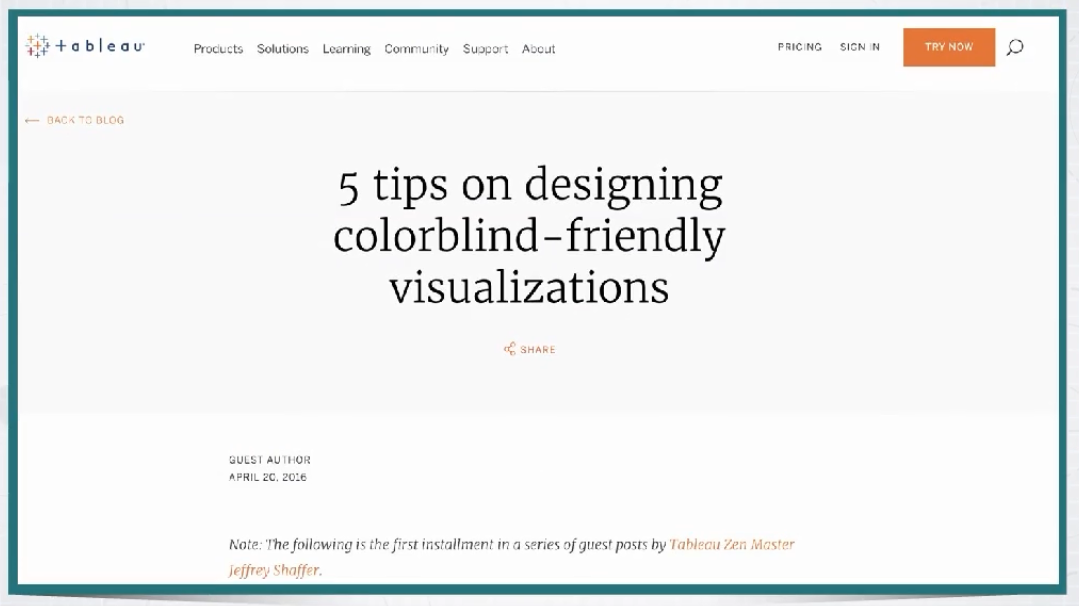 tableau
Products Solutions Learning Community Support About
PRICING SIGN IN TRY NOW
← BACK TO BLOG
5 tips on designing
colorblind-friendly
visualizations
SHARE
GUEST AUTHOR
APRIL 20, 2016
Note: The following is the first installment in a series of guest posts by Tableau Zen Master
Jeffrey Shaffer.